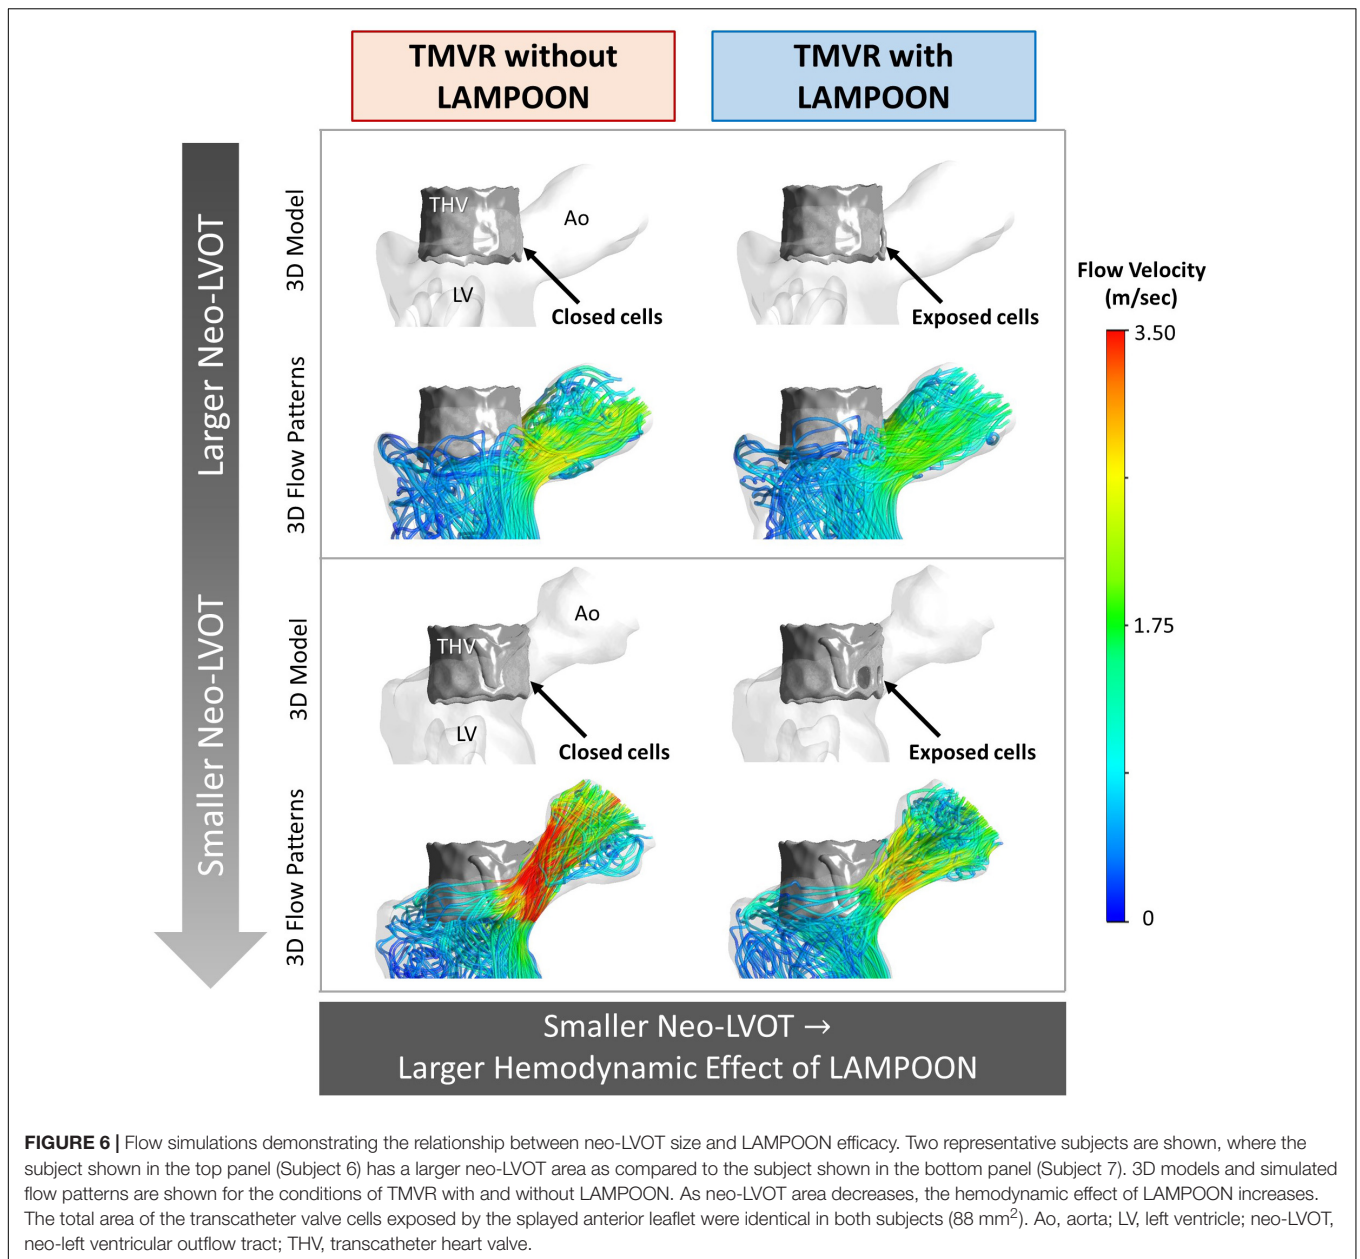 TMVR without
LAMPOON
TMVR with
LAMPOON
Larger Neo-LVOT
Smaller Neo-LVOT
3D Model
THV
Ao
LV
Closed cells
Exposed cells
3D Flow Patterns
3D Model
THV
Ao
LV
Closed cells
Exposed cells
3D Flow Patterns
Flow Velocity
(m/sec)
3.50
1.75
0
Smaller Neo-LVOT →
Larger Hemodynamic Effect of LAMPOON
FIGURE 6 | Flow simulations demonstrating the relationship between neo-LVOT size and LAMPOON efficacy. Two representative subjects are shown, where the
subject shown in the top panel (Subject 6) has a larger neo-LVOT area as compared to the subject shown in the bottom panel (Subject 7). 3D models and simulated
flow patterns are shown for the conditions of TMVR with and without LAMPOON. As neo-LVOT area decreases, the hemodynamic effect of LAMPOON increases.
The total area of the transcatheter valve cells exposed by the splayed anterior leaflet were identical in both subjects (88 mm²). Ao, aorta; LV, left ventricle; neo-LVOT,
neo-left ventricular outflow tract; THV, transcatheter heart valve.